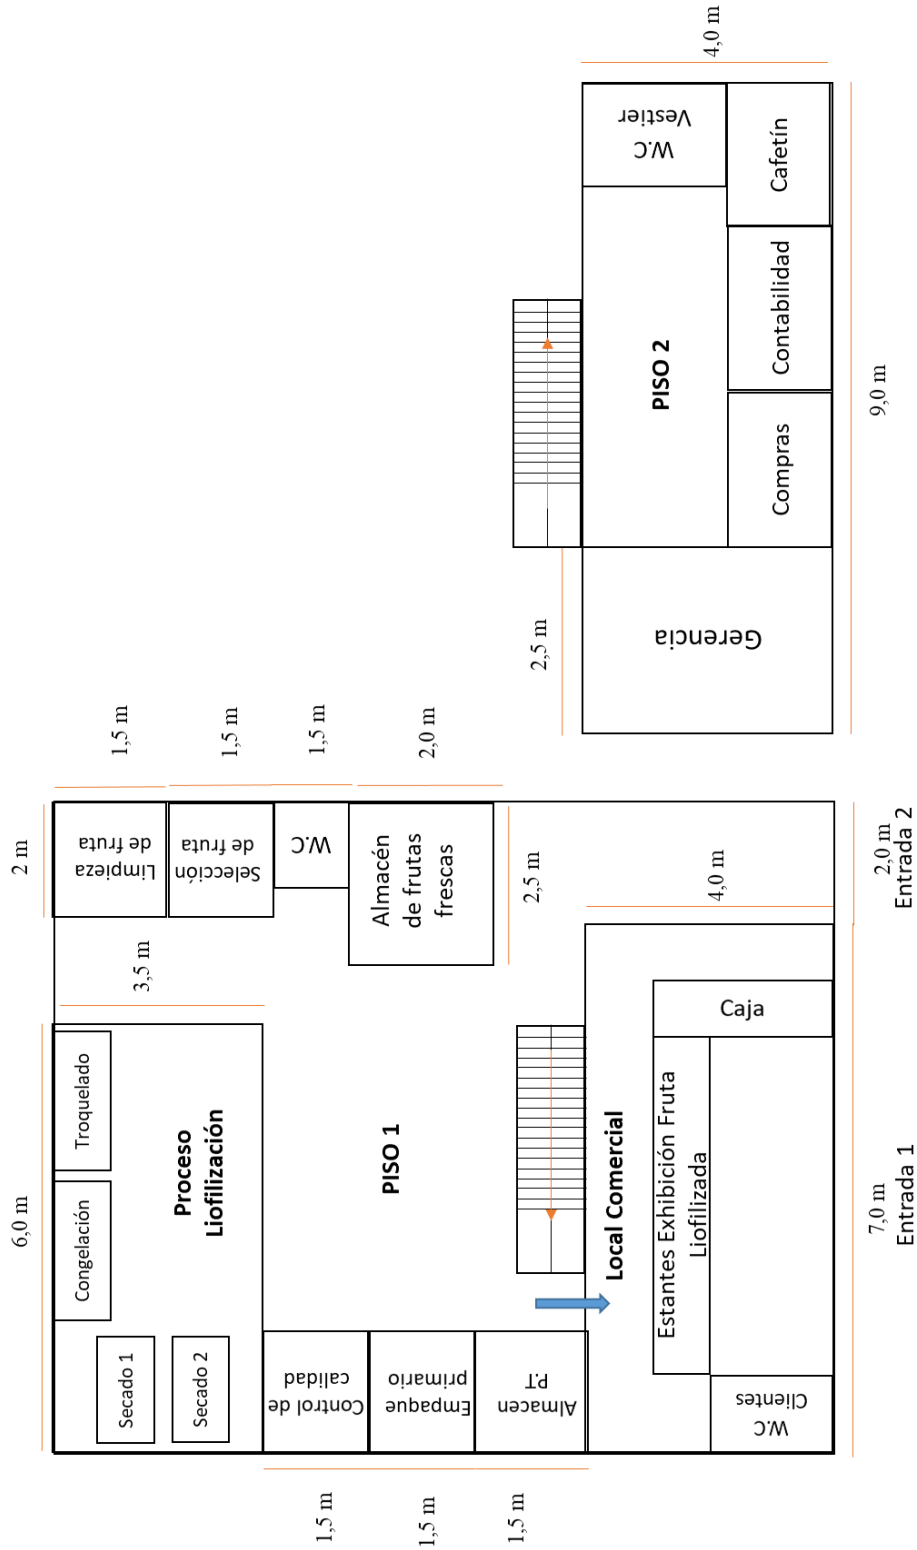 6,0 m
2 m
Secado 1
Secado 2
Congelación
Troquelado
Proceso
Liofilización
3,5 m
Limpieza
de fruta
1,5 m
Selección
de fruta
1,5 m
W.C
1,5 m
Almacén
de frutas
frescas
2,0 m
2,5 m
1,5 m
Control de
calidad
1,5 m
Empaque
primario
1,5 m
Almacen
P.T
PISO 1
Local Comercial
Estantes Exhibición Fruta
Liofilizada
Caja
W.C
Clientes
4,0 m
7,0 m
Entrada 1
2,0 m
Entrada 2
2,5 m
Gerencia
PISO 2
W.C
Vestier
4,0 m
Compras
Contabilidad
Cafetín
9,0 m